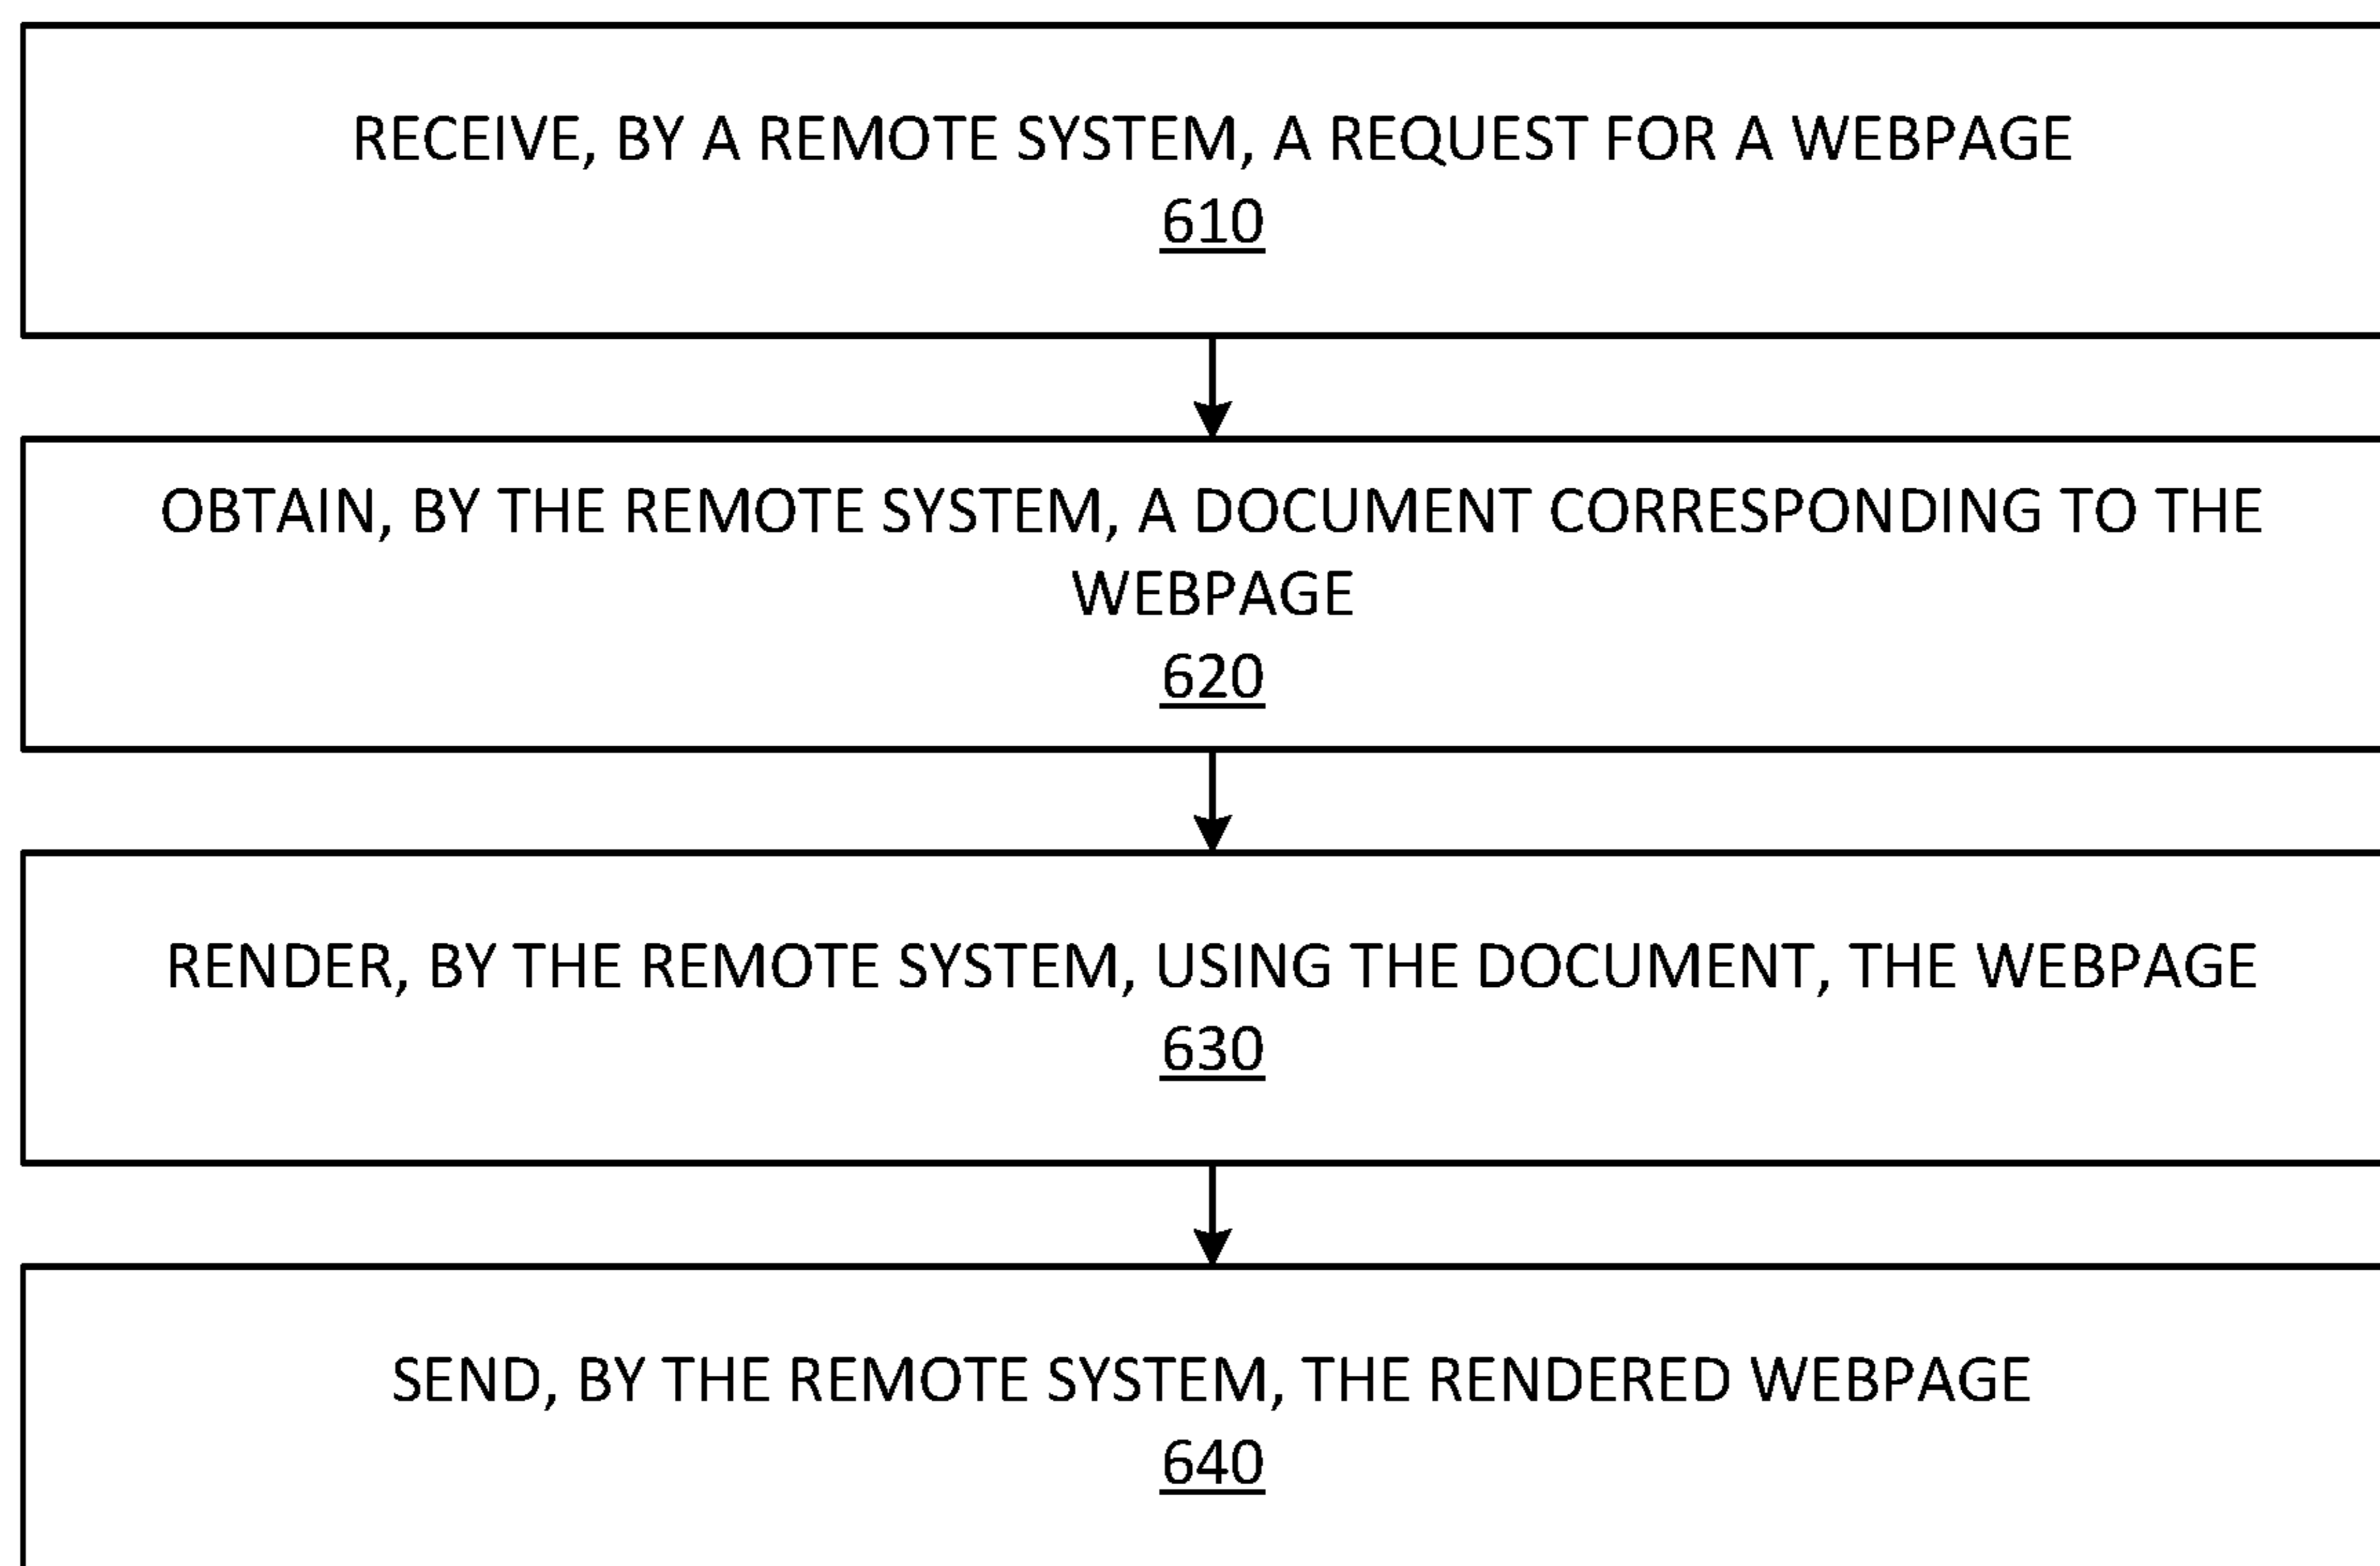 RECEIVE, BY A REMOTE SYSTEM, A REQUEST FOR A WEBPAGE
610
OBTAIN, BY THE REMOTE SYSTEM, A DOCUMENT CORRESPONDING TO THE
WEBPAGE
620
RENDER, BY THE REMOTE SYSTEM, USING THE DOCUMENT, THE WEBPAGE
630
SEND, BY THE REMOTE SYSTEM, THE RENDERED WEBPAGE
640